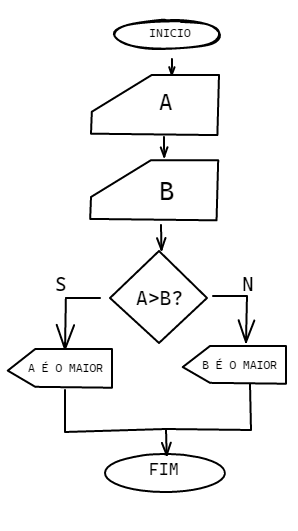 INICIO
A
B
A>B?
S
N
A É O MAIOR
B É O MAIOR
FIM